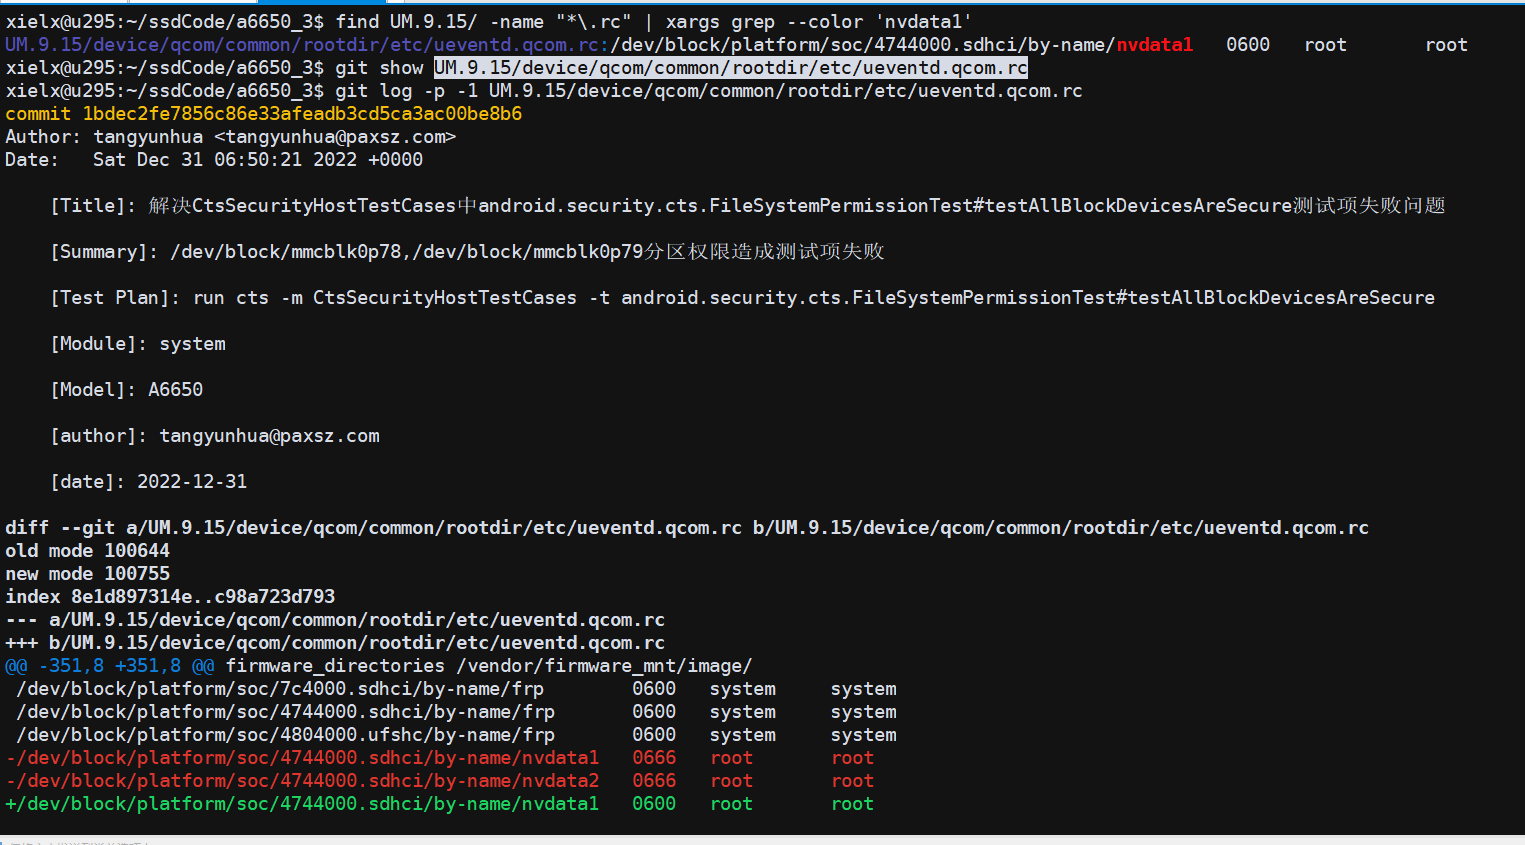 xielx@u295:~/ssdCode/a6650_3$ find UM.9.15/ -name "*\.rc" | xargs grep --color 'nvdata1'
UM.9.15/device/qcom/common/rootdir/etc/ueventd.qcom.rc:/dev/block/platform/soc/4744000.sdhci/by-name/nvdata1   0600   root       root
xielx@u295:~/ssdCode/a6650_3$ git show UM.9.15/device/qcom/common/rootdir/etc/ueventd.qcom.rc
xielx@u295:~/ssdCode/a6650_3$ git log -p -1 UM.9.15/device/qcom/common/rootdir/etc/ueventd.qcom.rc
commit 1bdec2fe7856c86e33afeadb3cd5ca3ac00be8b6
Author: tangyunhua <tangyunhua@paxsz.com>
Date:   Sat Dec 31 06:50:21 2022 +0000
    [Title]: 解决CtsSecurityHostTestCases中android.security.cts.FileSystemPermissionTest#testAllBlockDevicesAreSecure测试项失败问题
    [Summary]: /dev/block/mmcblk0p78,/dev/block/mmcblk0p79分区权限造成测试项失败
    [Test Plan]: run cts -m CtsSecurityHostTestCases -t android.security.cts.FileSystemPermissionTest#testAllBlockDevicesAreSecure
    [Module]: system
    [Model]: A6650
    [author]: tangyunhua@paxsz.com
    [date]: 2022-12-31
diff --git a/UM.9.15/device/qcom/common/rootdir/etc/ueventd.qcom.rc b/UM.9.15/device/qcom/common/rootdir/etc/ueventd.qcom.rc
old mode 100644
new mode 100755
index 8e1d897314e..c98a723d793
--- a/UM.9.15/device/qcom/common/rootdir/etc/ueventd.qcom.rc
+++ b/UM.9.15/device/qcom/common/rootdir/etc/ueventd.qcom.rc
@@ -351,8 +351,8 @@ firmware_directories /vendor/firmware_mnt/image/
 /dev/block/platform/soc/7c4000.sdhci/by-name/frp        0600   system     system
 /dev/block/platform/soc/4744000.sdhci/by-name/frp       0600   system     system
 /dev/block/platform/soc/4804000.ufshc/by-name/frp       0600   system     system
-/dev/block/platform/soc/4744000.sdhci/by-name/nvdata1   0666   root       root
-/dev/block/platform/soc/4744000.sdhci/by-name/nvdata2   0666   root       root
+/dev/block/platform/soc/4744000.sdhci/by-name/nvdata1   0600   root       root